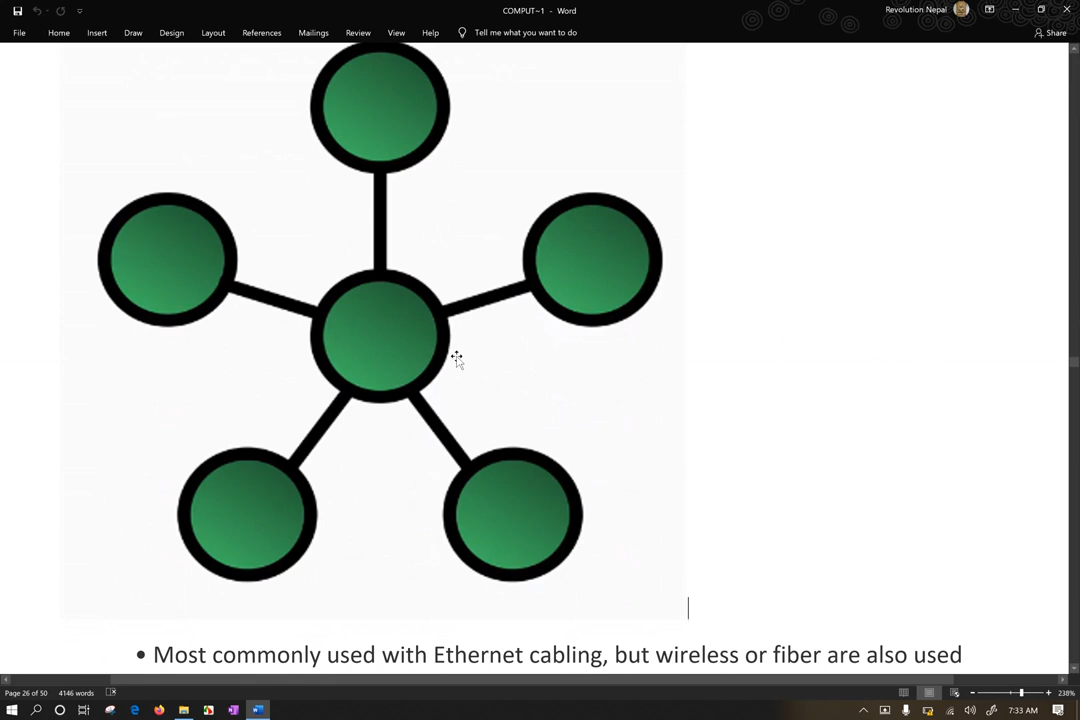 COMPUT~1 - Word
Revolution Nepal
File Home Insert Draw Design Layout References Mailings Review View Help Tell me what you want to do Share
• Most commonly used with Ethernet cabling, but wireless or fiber are also used
Page 26 of 50 4146 words 238%
7:33 AM